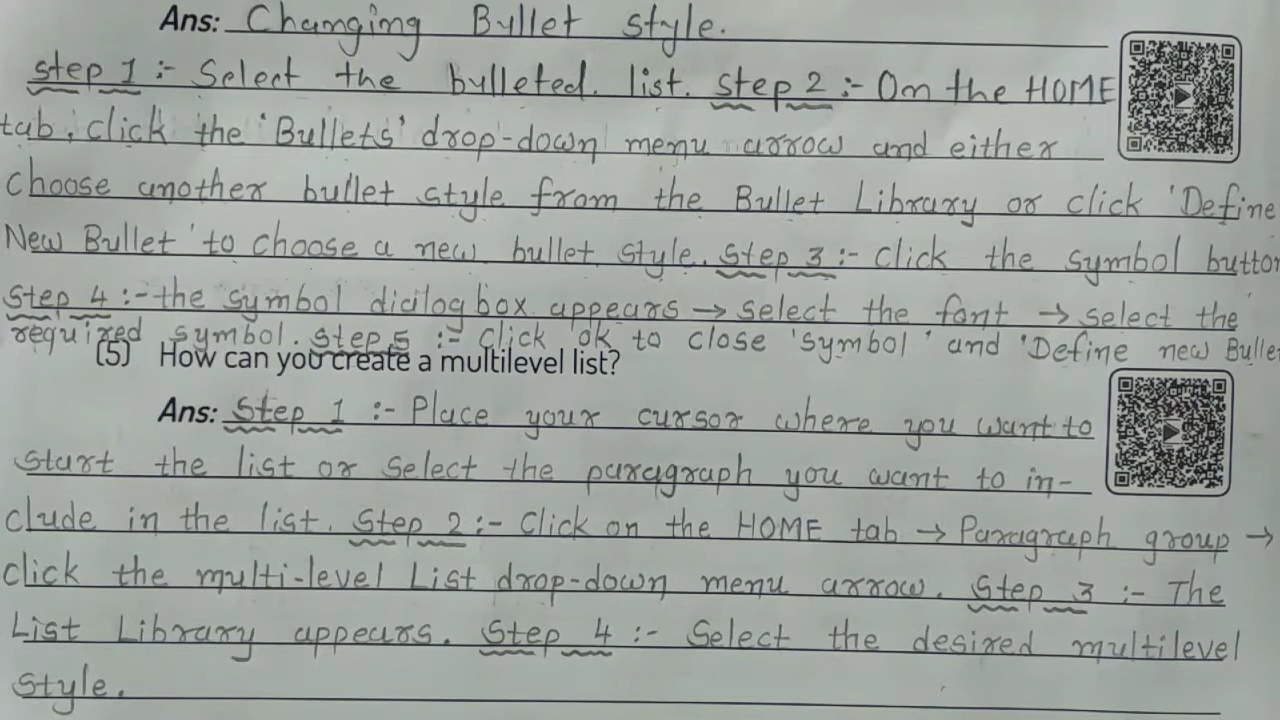 Ans: Changing Bullet style.
Step 1 :- Select the bulleted list. Step 2 :- On the HOME
tab, click the 'Bullets' drop-down menu arrow and either
choose another bullet style from the Bullet Library or click 'Define
New Bullet' to choose a new bullet style. Step 3 :- Click the symbol button
Step 4 :- the symbol dialog box appears → select the font → select the
required symbol. Step 5 :- Click ok to close 'symbol' and 'Define new Bullet
(5) How can you create a multilevel list?
Ans: Step 1 :- Place your cursor where you want to
start the list or select the paragraph you want to in-
clude in the list. Step 2 :- Click on the HOME tab → Paragraph group →
click the multi-level List drop-down menu arrow. Step 3 :- The
List Library appears. Step 4 :- Select the desired multilevel
style.